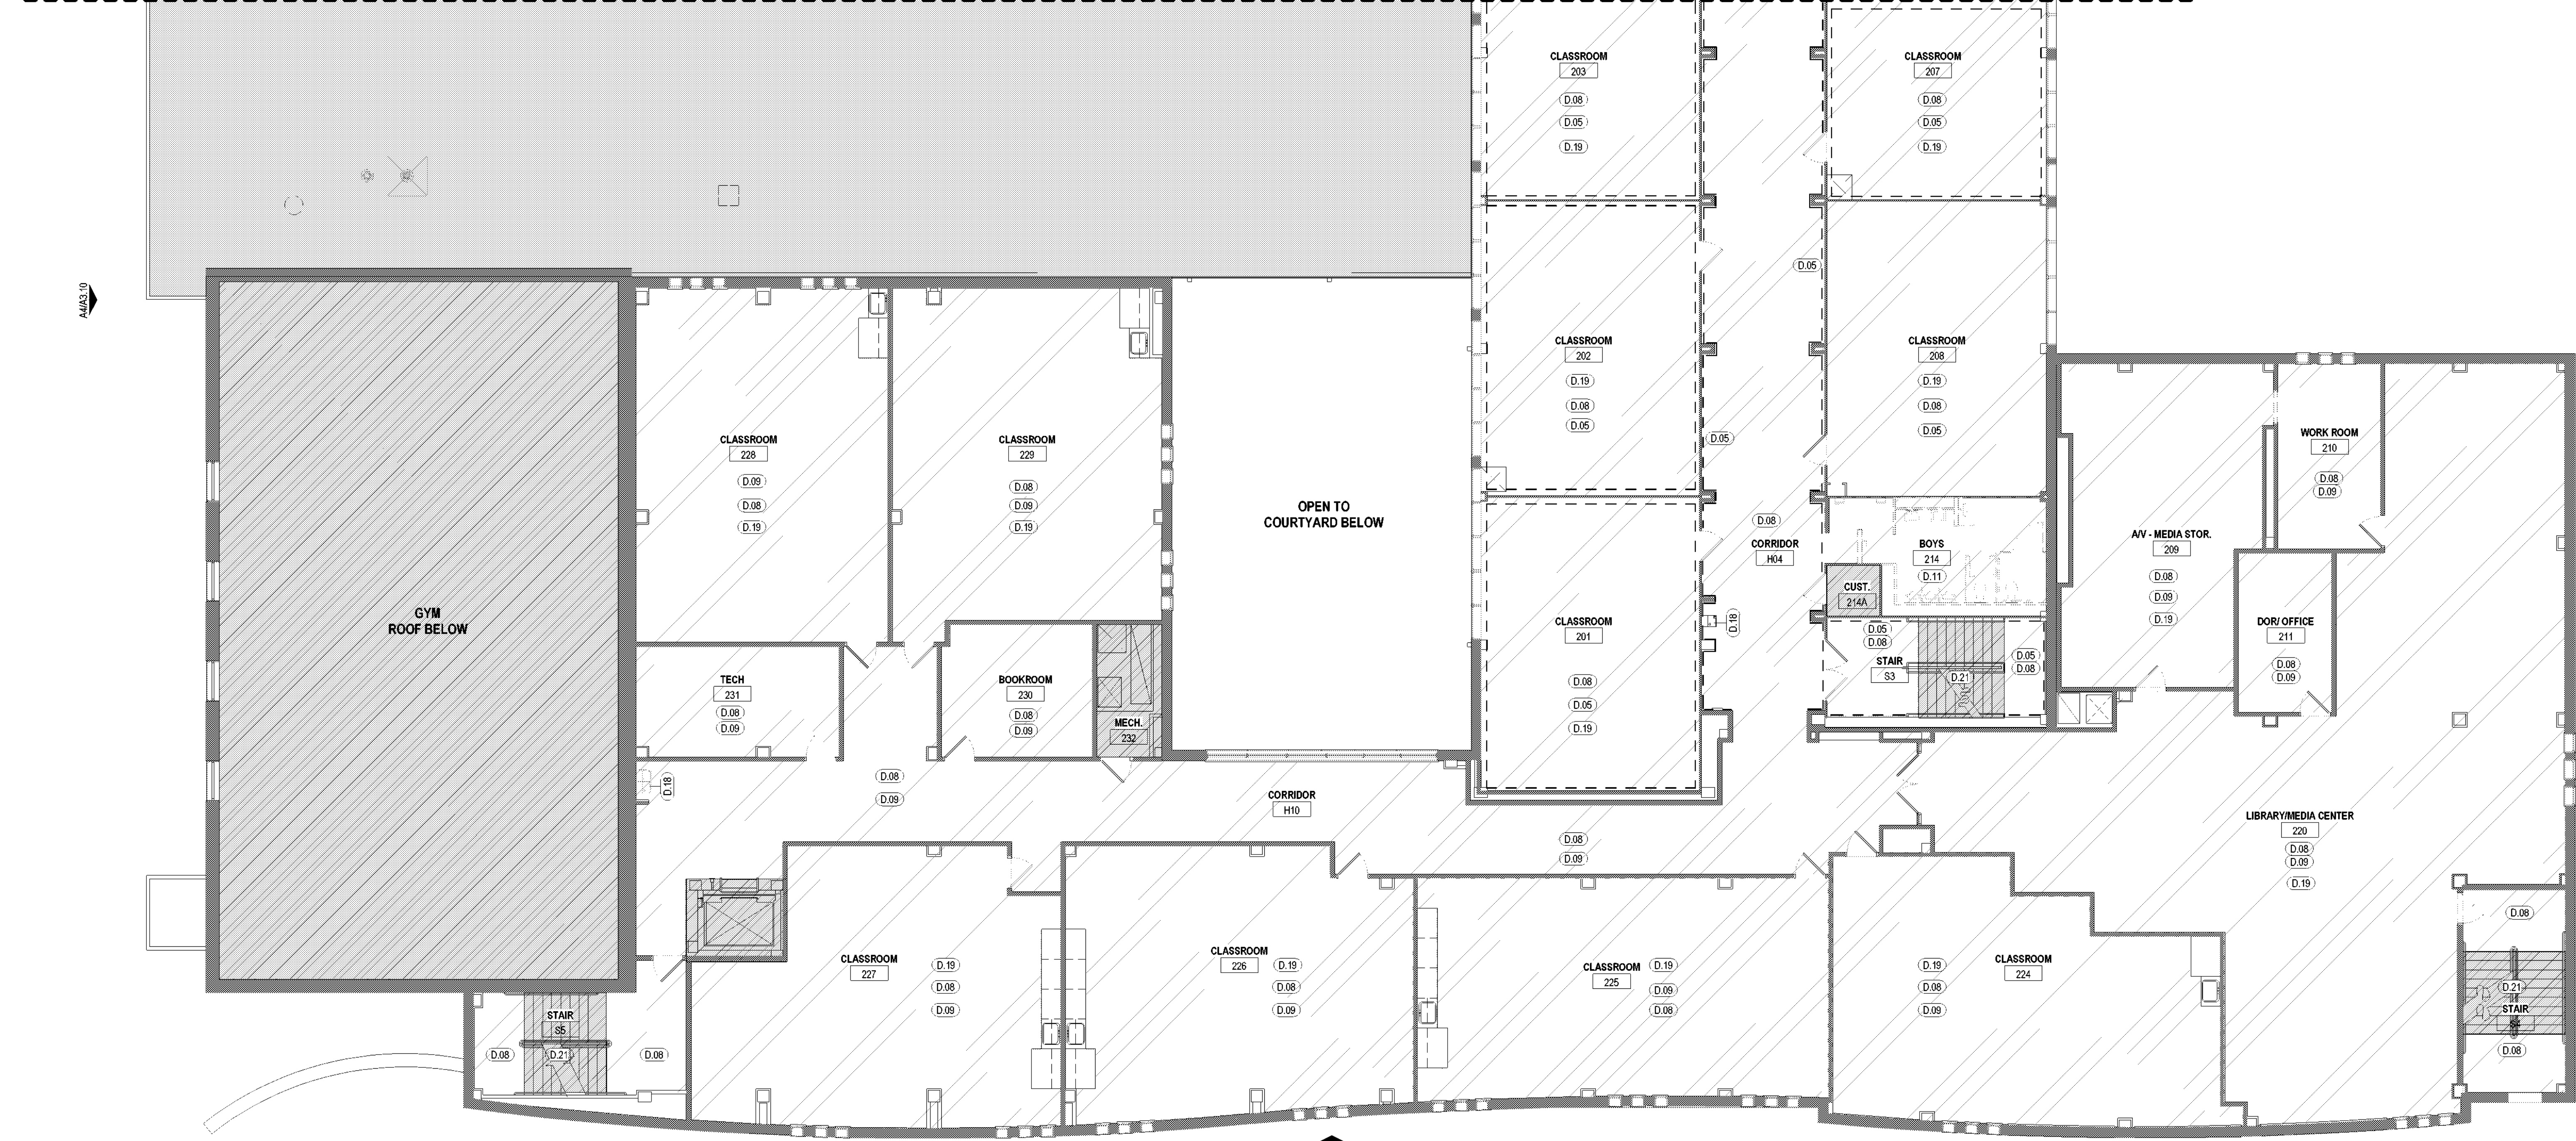 CLASSROOM
203
D.08
D.05
D.19
CLASSROOM
207
D.08
D.05
D.19
A4/A3.10
D.05
CLASSROOM
202
D.19
D.08
D.05
CLASSROOM
208
D.19
D.08
D.05
D.05
CLASSROOM
228
D.09
D.08
D.19
CLASSROOM
229
D.08
D.09
D.19
OPEN TO
COURTYARD BELOW
WORK ROOM
210
D.08
D.09
A/V - MEDIA STOR.
209
D.08
D.09
D.19
D.08
CORRIDOR
H04
BOYS
214
D.11
CUST.
214A
GYM
ROOF BELOW
CLASSROOM
201
D.08
D.05
D.19
D.18
D.05
D.08
STAIR
S3
D.21
D.05
D.08
DOR/ OFFICE
211
D.08
D.09
TECH
231
D.08
D.09
BOOKROOM
230
D.08
D.09
MECH.
232
D.18
D.08
D.09
CORRIDOR
H10
D.08
D.09
LIBRARY/MEDIA CENTER
220
D.08
D.09
D.19
CLASSROOM
227
D.19
D.08
D.09
CLASSROOM
226
D.19
D.08
D.09
CLASSROOM
225
D.19
D.09
D.08
CLASSROOM
224
D.19
D.08
D.09
D.08
D.21
STAIR
D.08
STAIR
S5
D.08
D.21
D.08